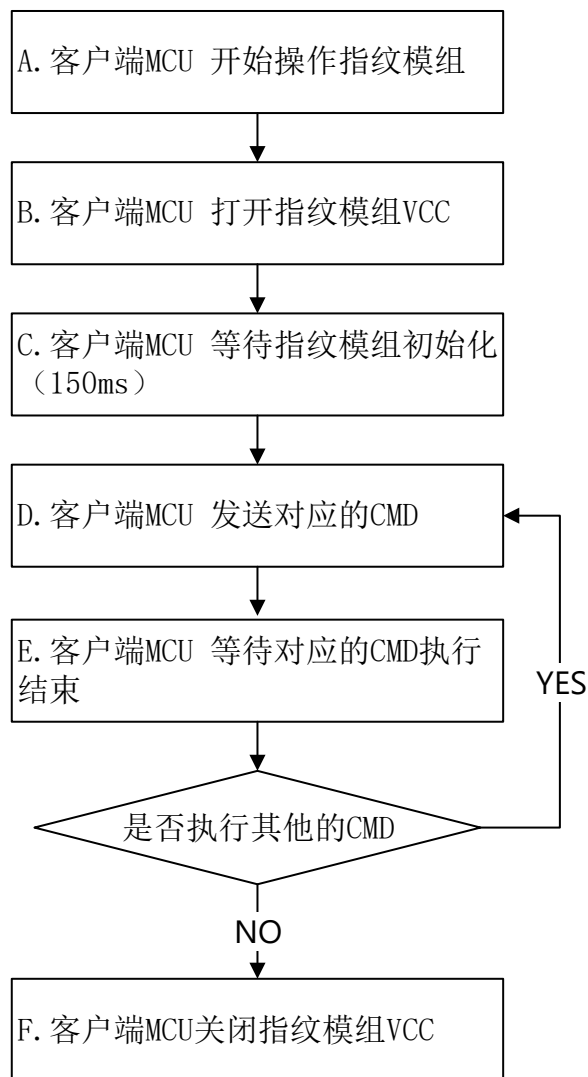 A.客户端MCU 开始操作指纹模组
B.客户端MCU 打开指纹模组VCC
C.客户端MCU 等待指纹模组初始化
（150ms）
D.客户端MCU 发送对应的CMD
E.客户端MCU 等待对应的CMD执行
结束
YES
是否执行其他的CMD
NO
F.客户端MCU关闭指纹模组VCC